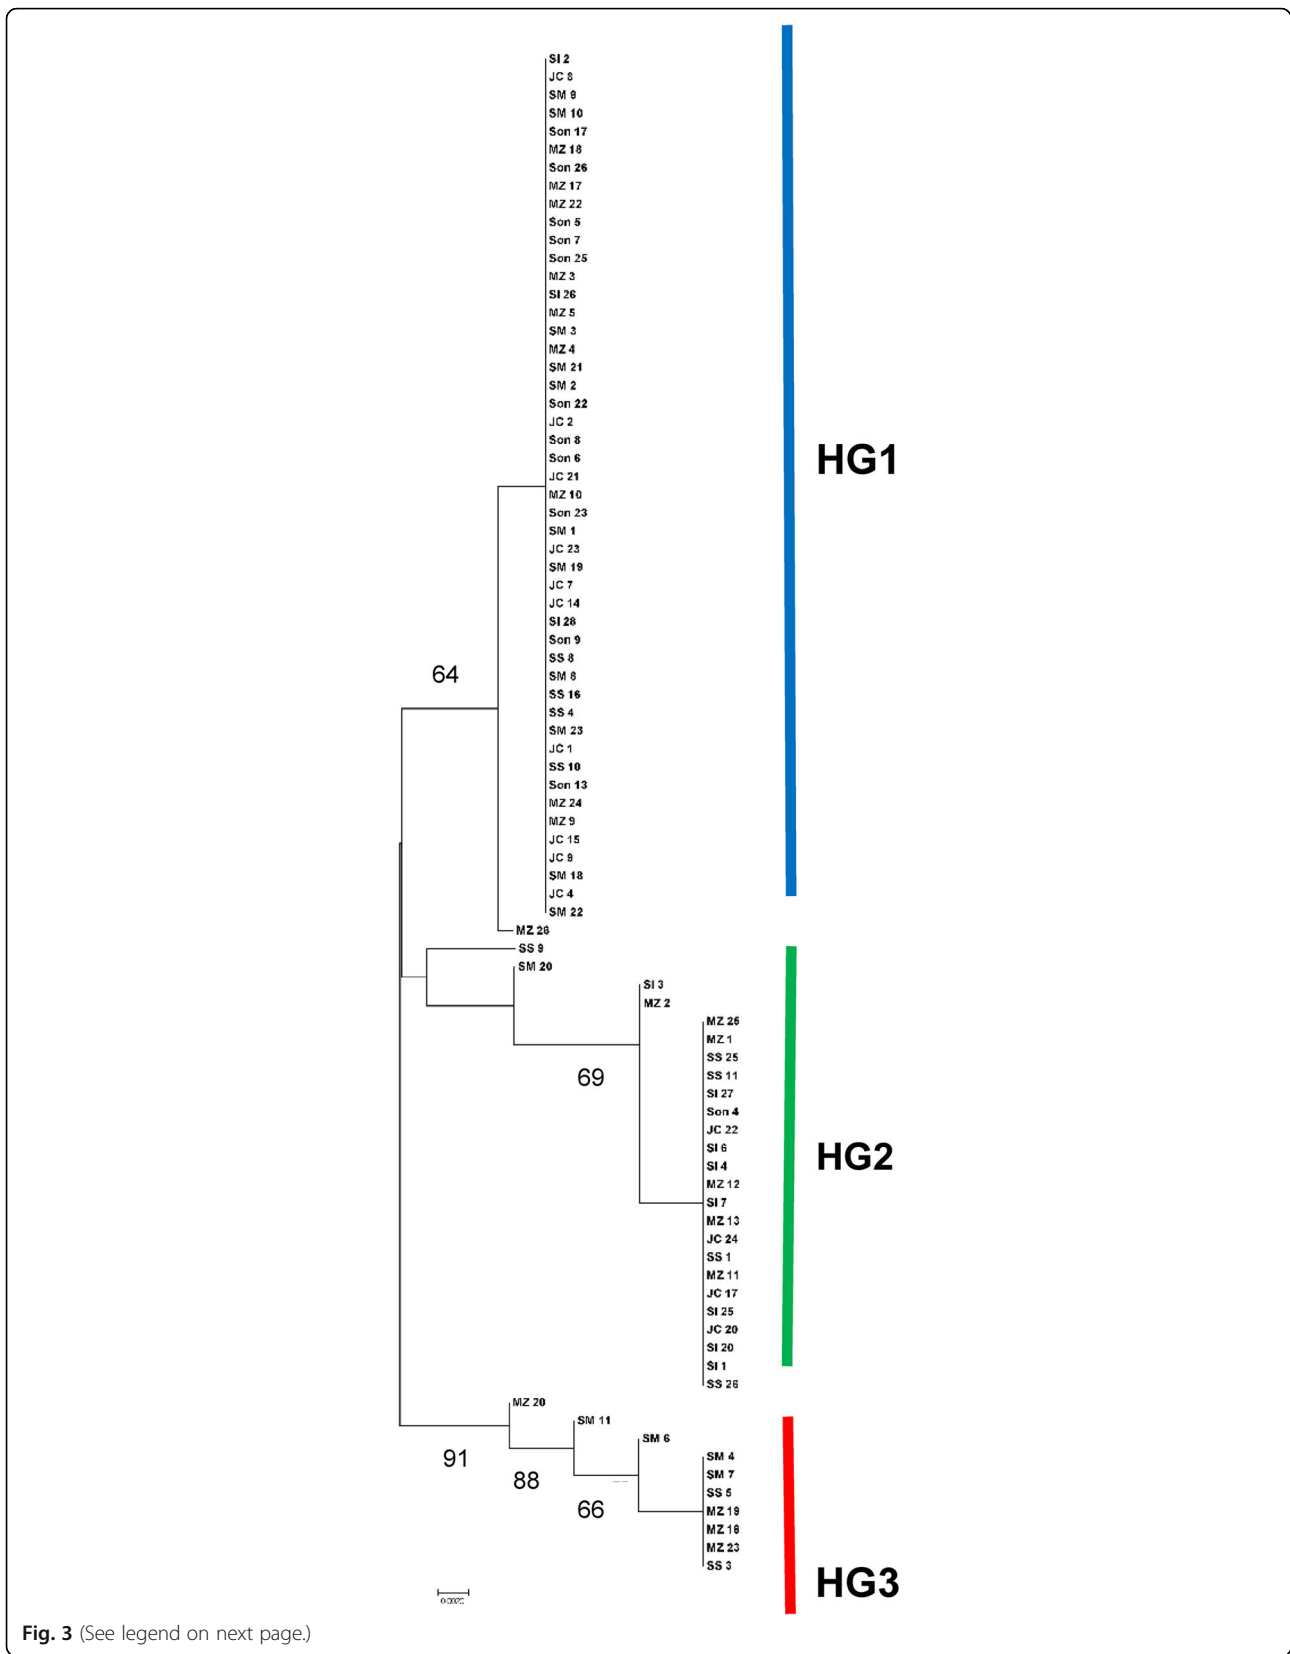 SI 2
JC 8
SM 9
SM 10
Son 17
MZ 18
Son 26
MZ 17
MZ 22
Son 5
Son 7
Son 25
MZ 3
SI 26
MZ 5
SM 3
MZ 4
SM 21
SM 2
Son 22
JC 2
Son 8
HG1
Son 6
JC 21
MZ 10
Son 23
SM 1
JC 23
SM 19
JC 7
JC 14
SI 28
Son 9
SS 8
64
SM 8
SS 16
SS 4
SM 23
JC 1
SS 10
Son 13
MZ 24
MZ 9
JC 15
JC 9
SM 18
JC 4
SM 22
MZ 26
SS 9
SM 20
SI 3
MZ 2
MZ 25
MZ 1
SS 25
69
SS 11
SI 27
Son 4
JC 22
SI 6
HG2
SI 4
MZ 12
SI 7
MZ 13
JC 24
SS 1
MZ 11
JC 17
SI 25
JC 20
SI 20
SI 1
SS 26
MZ 20
SM 11
SM 6
91
SM 4
88
SM 7
SS 5
66
MZ 19
MZ 18
MZ 23
SS 3
HG3
Fig. 3 (See legend on next page.)